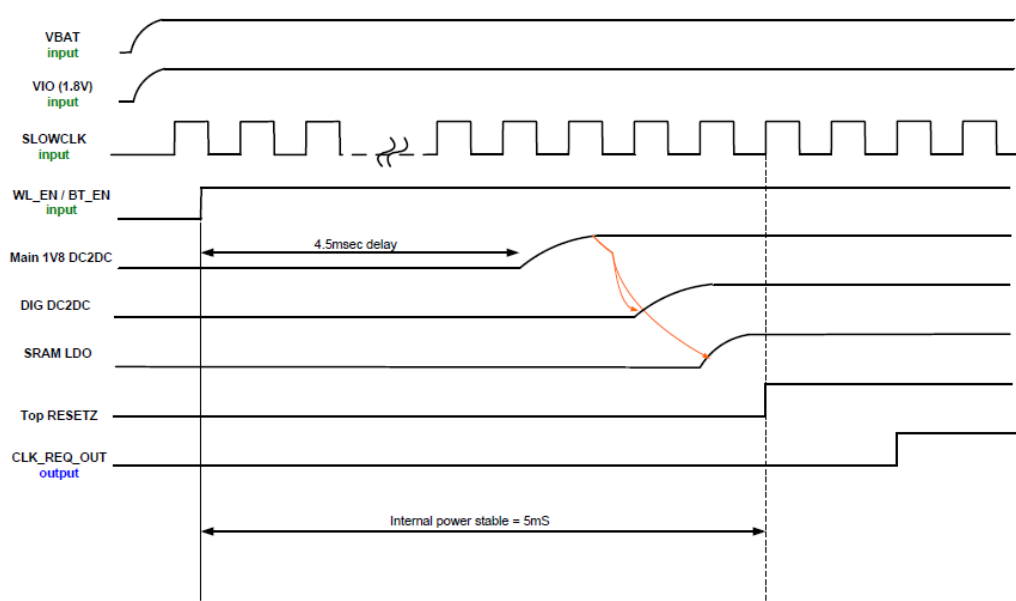 VBAT
input
VIO (1.8V)
input
SLOWCLK
input
WL_EN / BT_EN
input
4.5msec delay
Main 1V8 DC2DC
DIG DC2DC
SRAM LDO
Top RESETZ
CLK_REQ_OUT
output
Internal power stable = 5mS